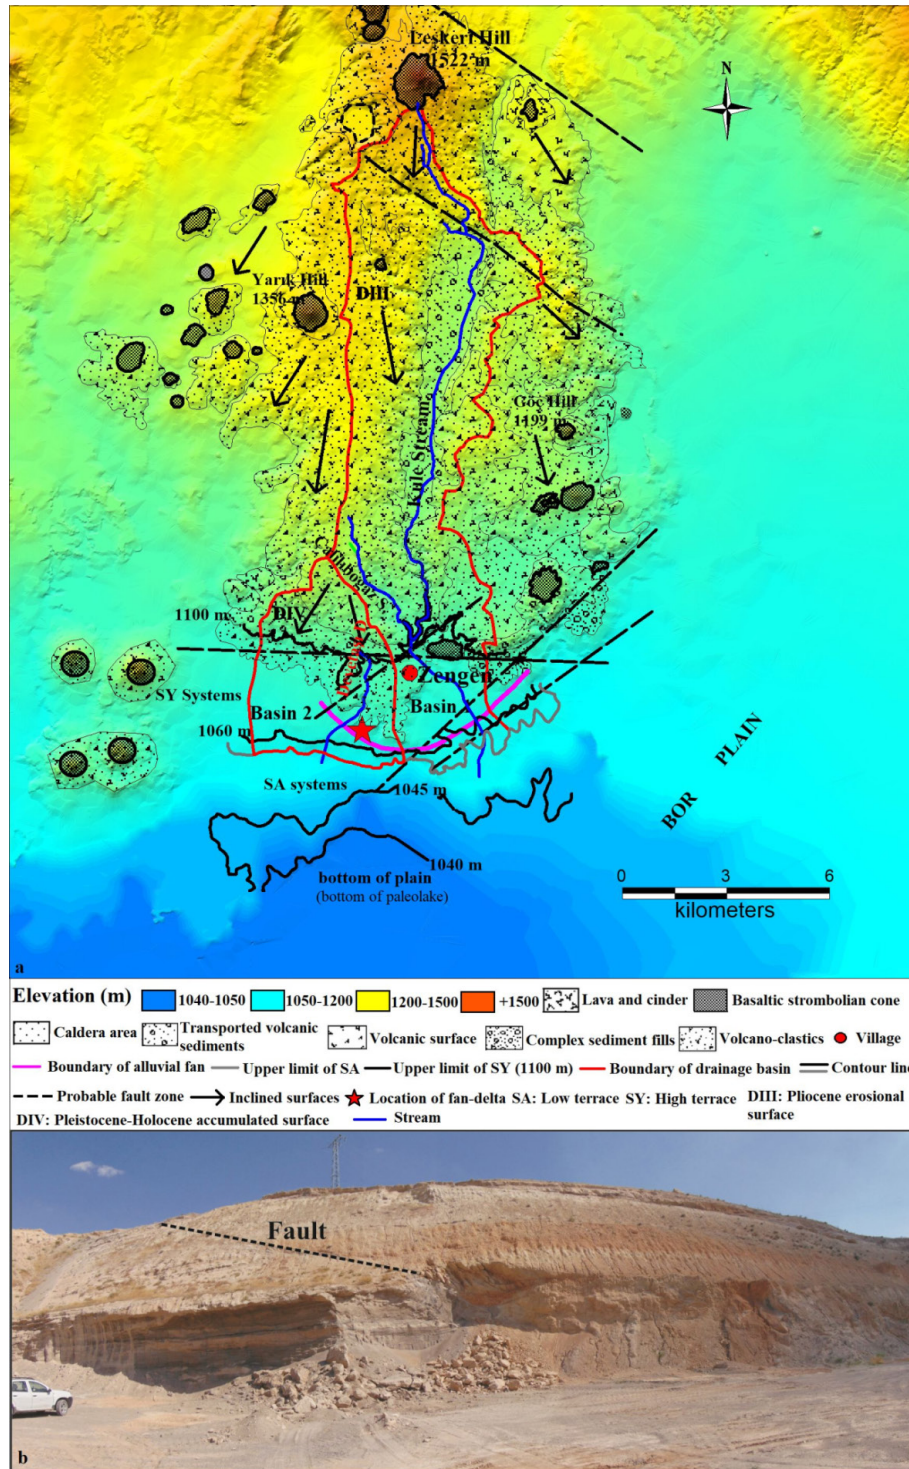 Leskeri Hill
1522 m
N
Yarık Hill
1356 m
DIII
Göç Hill
1199 m
Kule Stream
1100 m
DIV
Zengen
SY Systems
Basin 2
Basin 1
1060 m
SA systems
1045 m
BOR PLAIN
1040 m
bottom of plain
(bottom of paleolake)
0 3 6
kilometers
a
Elevation (m) 1040-1050 1050-1200 1200-1500 +1500 Lava and cinder Basaltic strombolian cone
Caldera area Transported volcanic sediments Volcanic surface Complex sediment fills Volcano-clastics Village
Boundary of alluvial fan Upper limit of SA Upper limit of SY (1100 m) Boundary of drainage basin Contour line
Probable fault zone Inclined surfaces Location of fan-delta SA: Low terrace SY: High terrace DIII: Pliocene erosional surface
DIV: Pleistocene-Holocene accumulated surface Stream
Fault
b